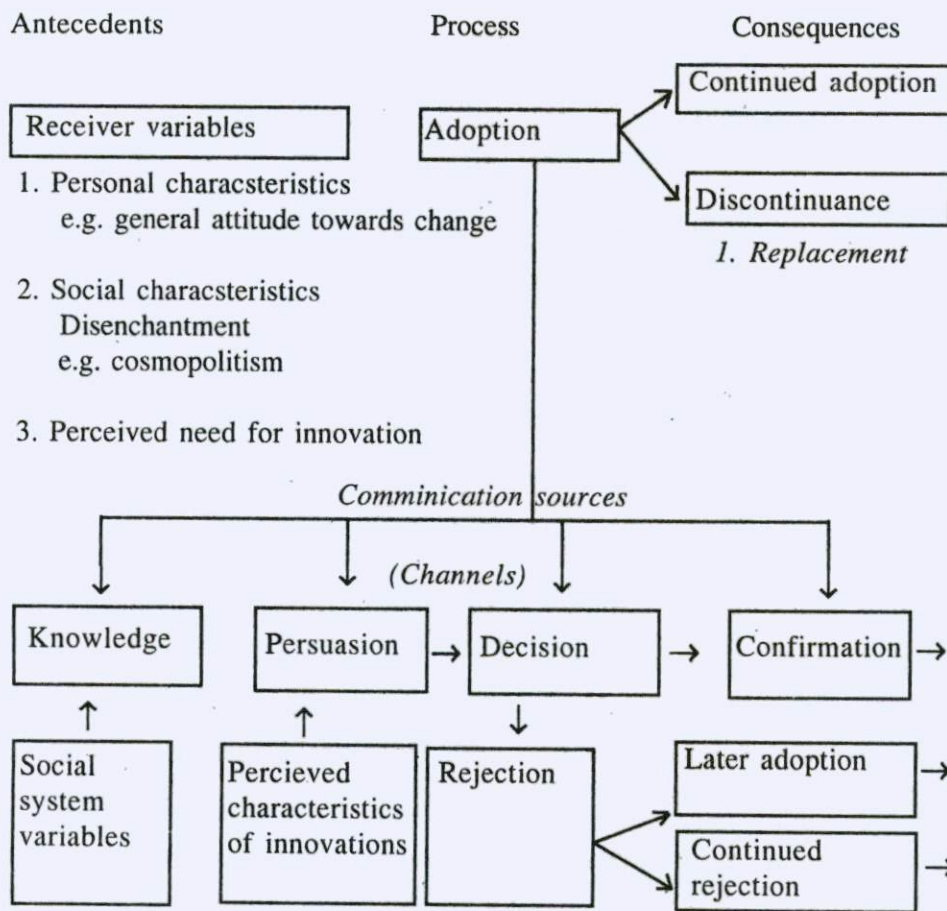 Antecedents
Process
Consequences
Receiver variables
Adoption
Continued adoption
Discontinuance
1. Replacement
1. Personal characsteristics
e.g. general attitude towards change
2. Social characsteristics
Disenchantment
e.g. cosmopolitism
3. Perceived need for innovation
Comminication sources
(Channels)
Knowledge
Persuasion
Decision
Confirmation
Social
system
variables
Percieved
characteristics
of innovations
Rejection
Later adoption
Continued
rejection